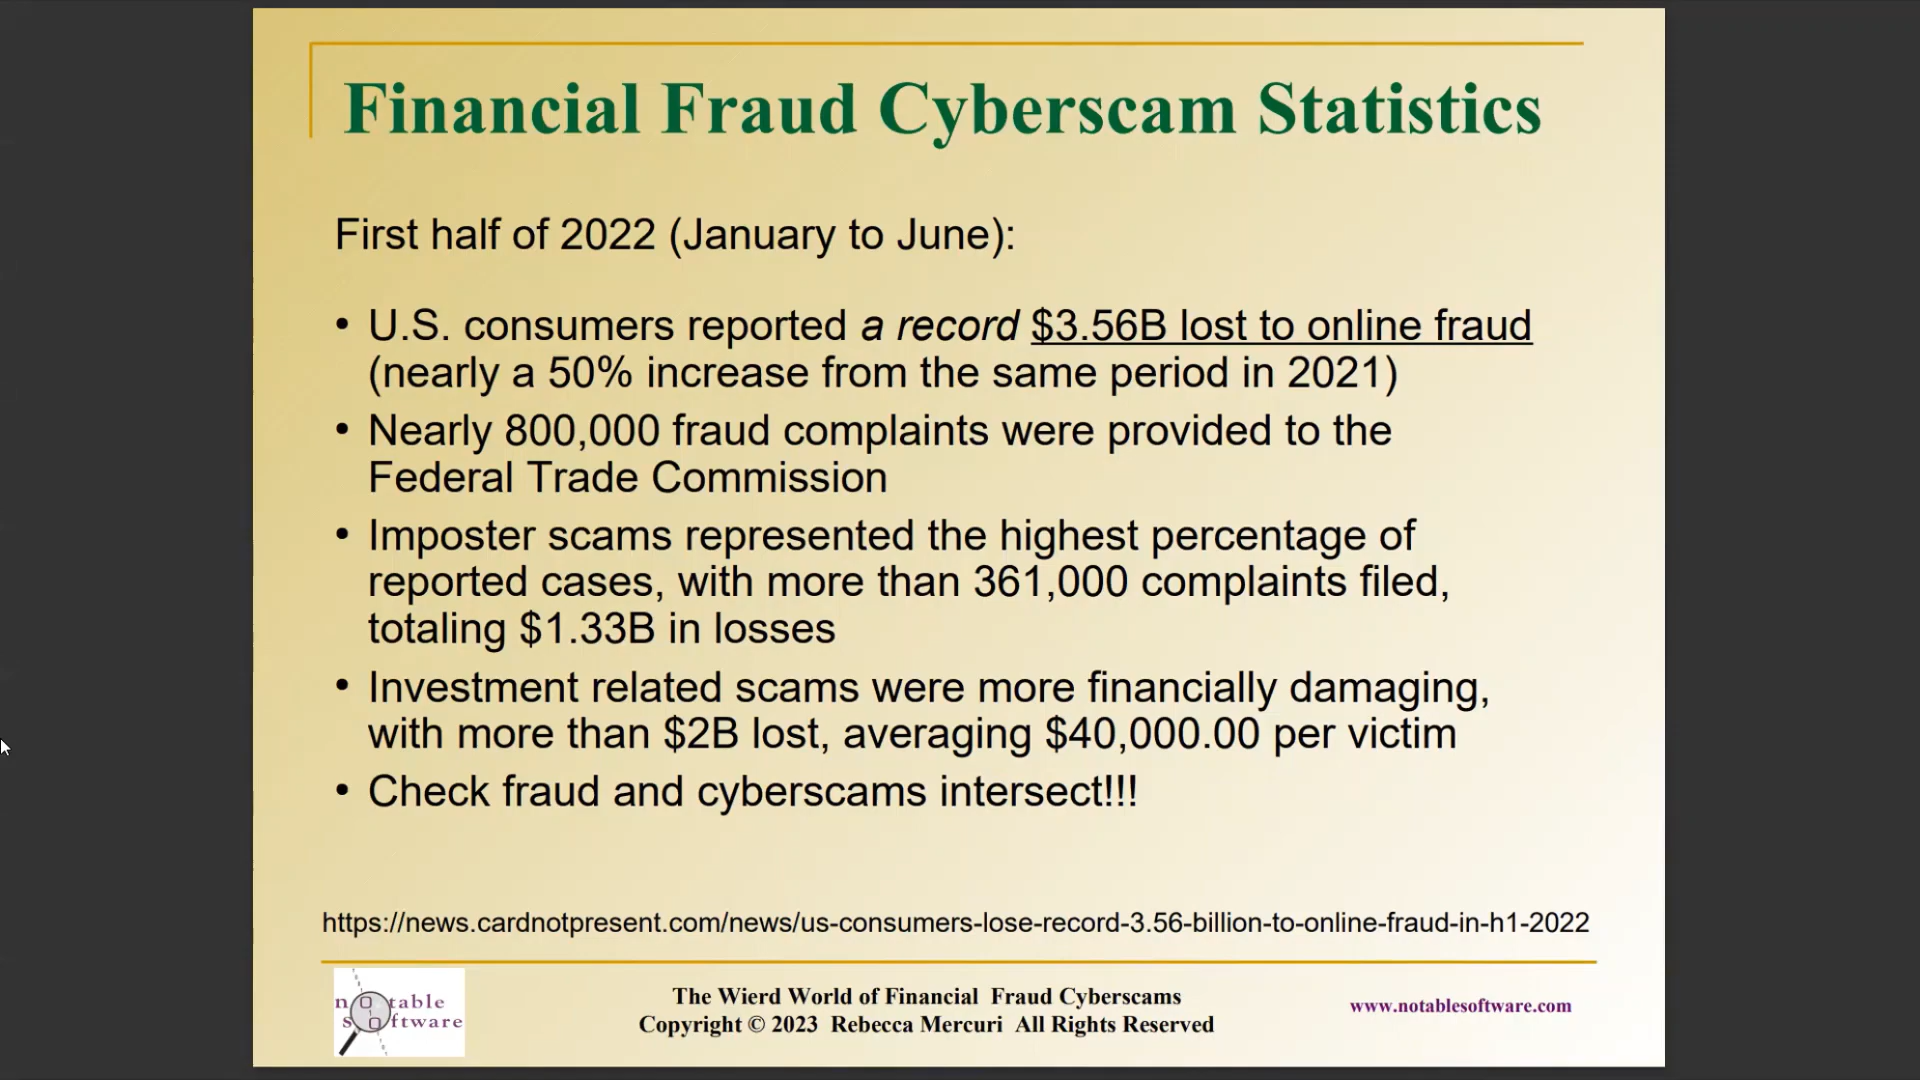 Financial Fraud Cyberscam Statistics
First half of 2022 (January to June):
• U.S. consumers reported a record $3.56B lost to online fraud
(nearly a 50% increase from the same period in 2021)
• Nearly 800,000 fraud complaints were provided to the
Federal Trade Commission
• Imposter scams represented the highest percentage of
reported cases, with more than 361,000 complaints filed,
totaling $1.33B in losses
• Investment related scams were more financially damaging,
with more than $2B lost, averaging $40,000.00 per victim
• Check fraud and cyberscams intersect!!!
https://news.cardnotpresent.com/news/us-consumers-lose-record-3.56-billion-to-online-fraud-in-h1-2022
notable
software
The Wierd World of Financial Fraud Cyberscams
Copyright © 2023 Rebecca Mercuri All Rights Reserved
www.notablesoftware.com